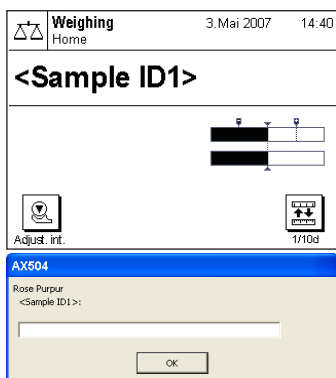 Weighing
Home
3.Mai 2007 14:40
<Sample ID1>
Adjust. int.
1/10d
AX504
Rose Purpur
<Sample ID1>:
OK